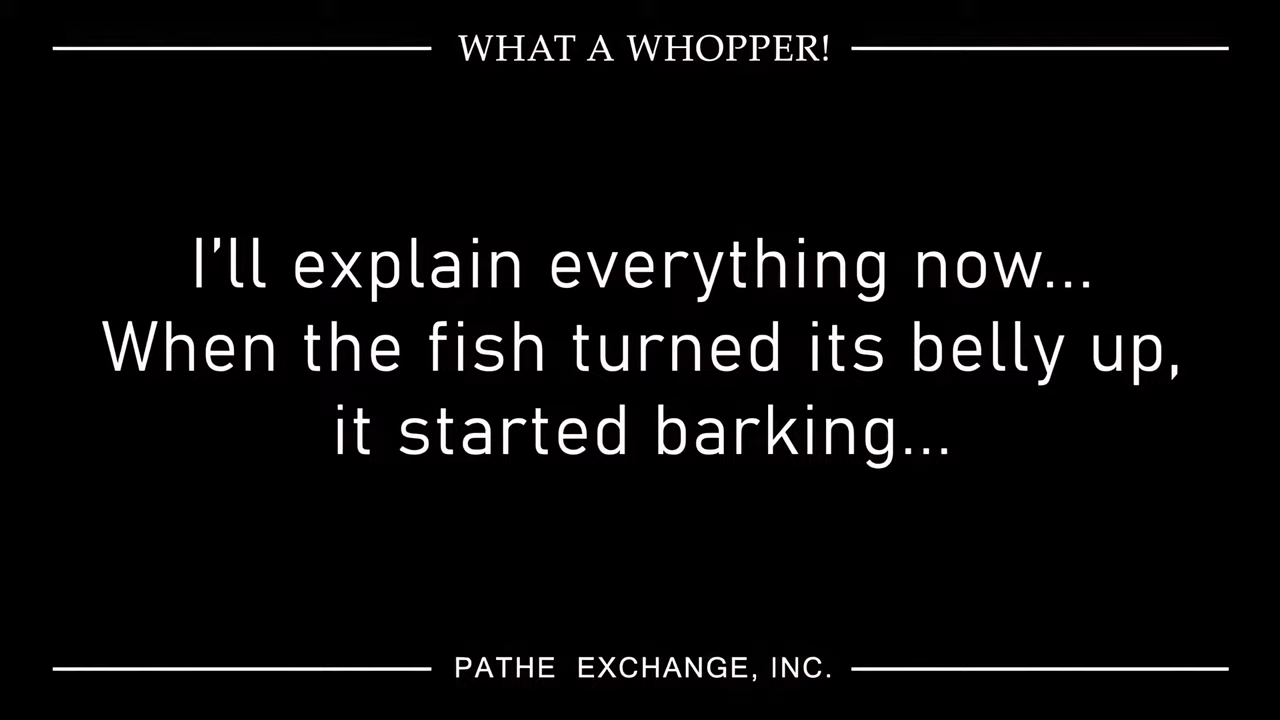 WHAT A WHOPPER!
I’ll explain everything now...
When the fish turned its belly up,
it started barking...
PATHE EXCHANGE, INC.